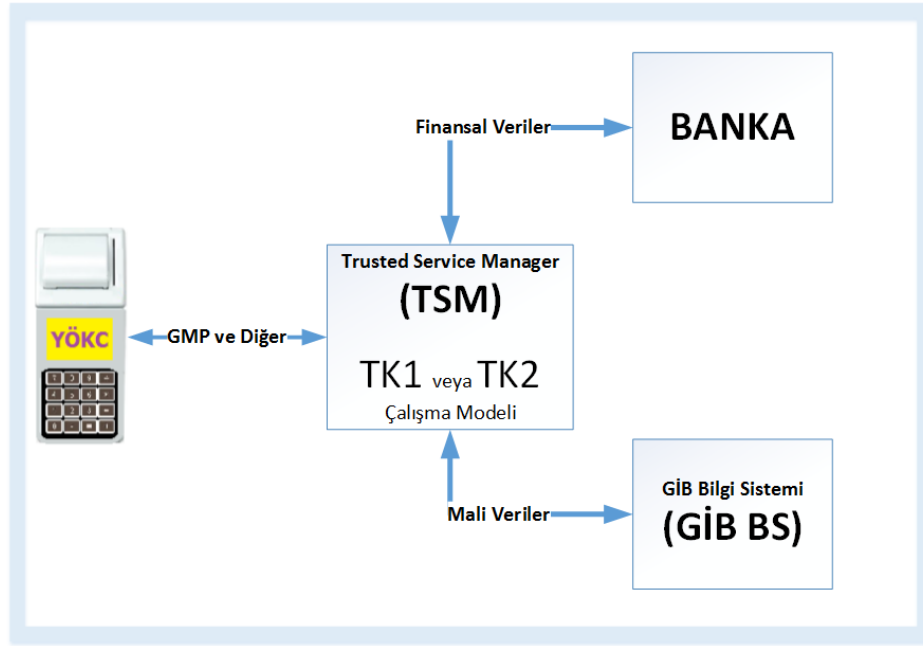 Finansal Veriler
BANKA
Trusted Service Manager
(TSM)
YÖKC
GMP ve Diğer
TK1 veya TK2
Çalışma Modeli
GİB Bilgi Sistemi
(GİB BS)
Mali Veriler